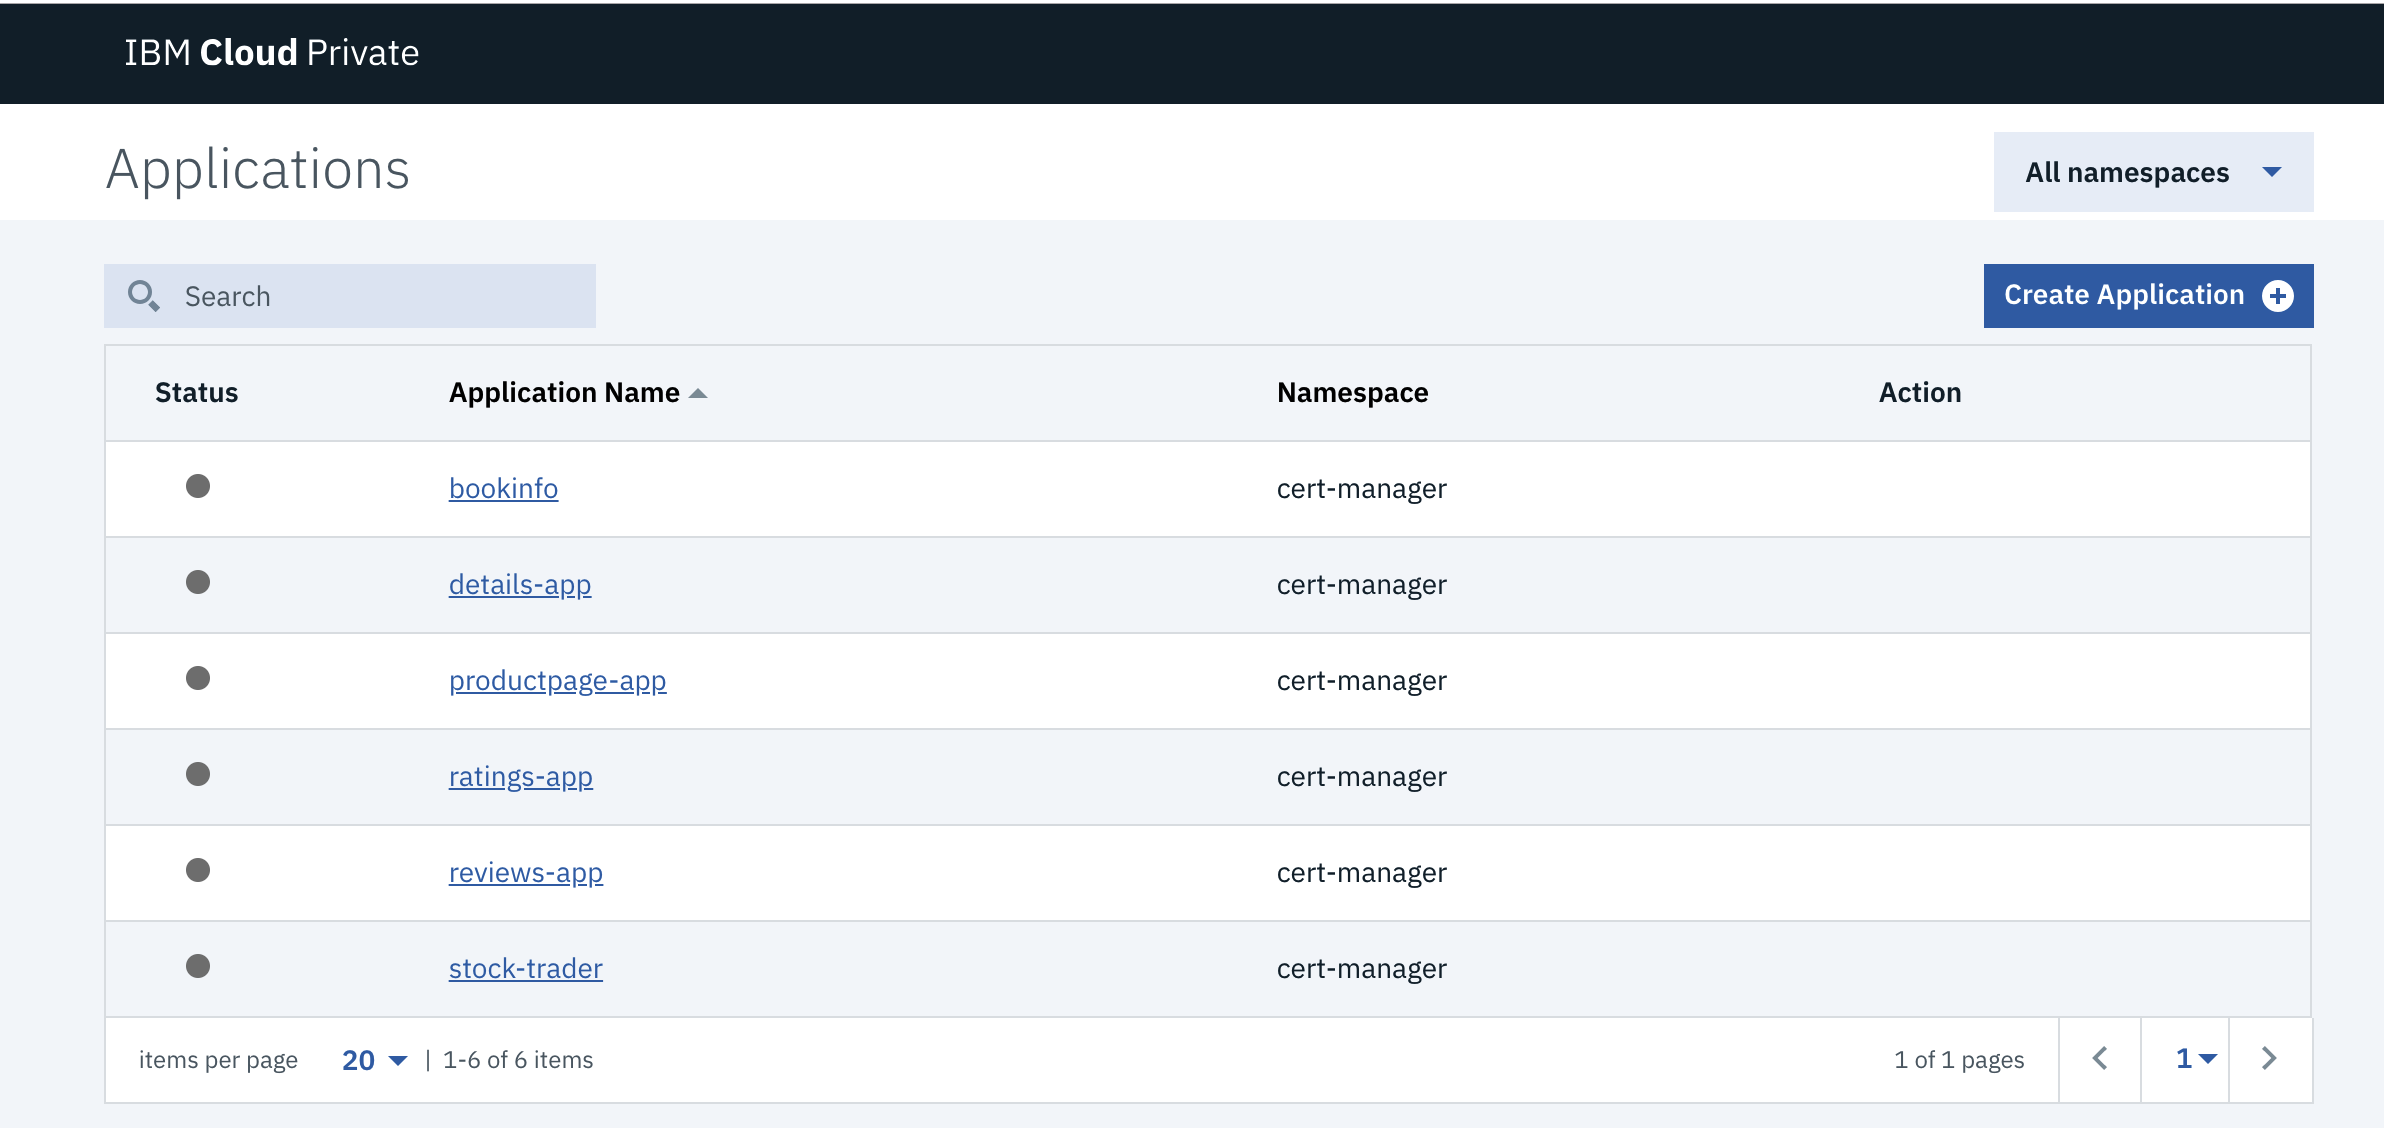 IBM Cloud Private
Applications
All namespaces
Search
Create Application
Status Application Name Namespace Action
bookinfo cert-manager
details-app cert-manager
productpage-app cert-manager
ratings-app cert-manager
reviews-app cert-manager
stock-trader cert-manager
items per page 20 | 1-6 of 6 items 1 of 1 pages 1